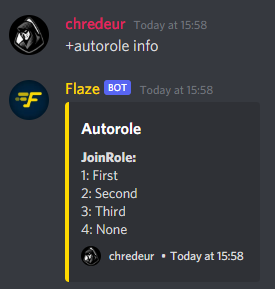 chredeur Today at 15:58
+autorole info
Flaze BOT Today at 15:58
Autorole
JoinRole:
1: First
2: Second
3: Third
4: None
chredeur • Today at 15:58